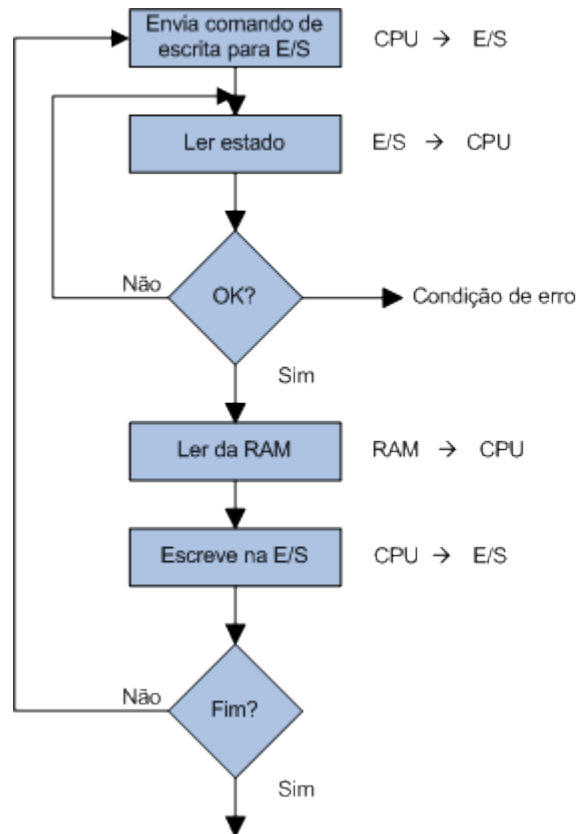 Envia comando de
escrita para E/S
CPU → E/S
Ler estado
E/S → CPU
Não
OK?
Condição de erro
Sim
Ler da RAM
RAM → CPU
Escreve na E/S
CPU → E/S
Não
Fim?
Sim